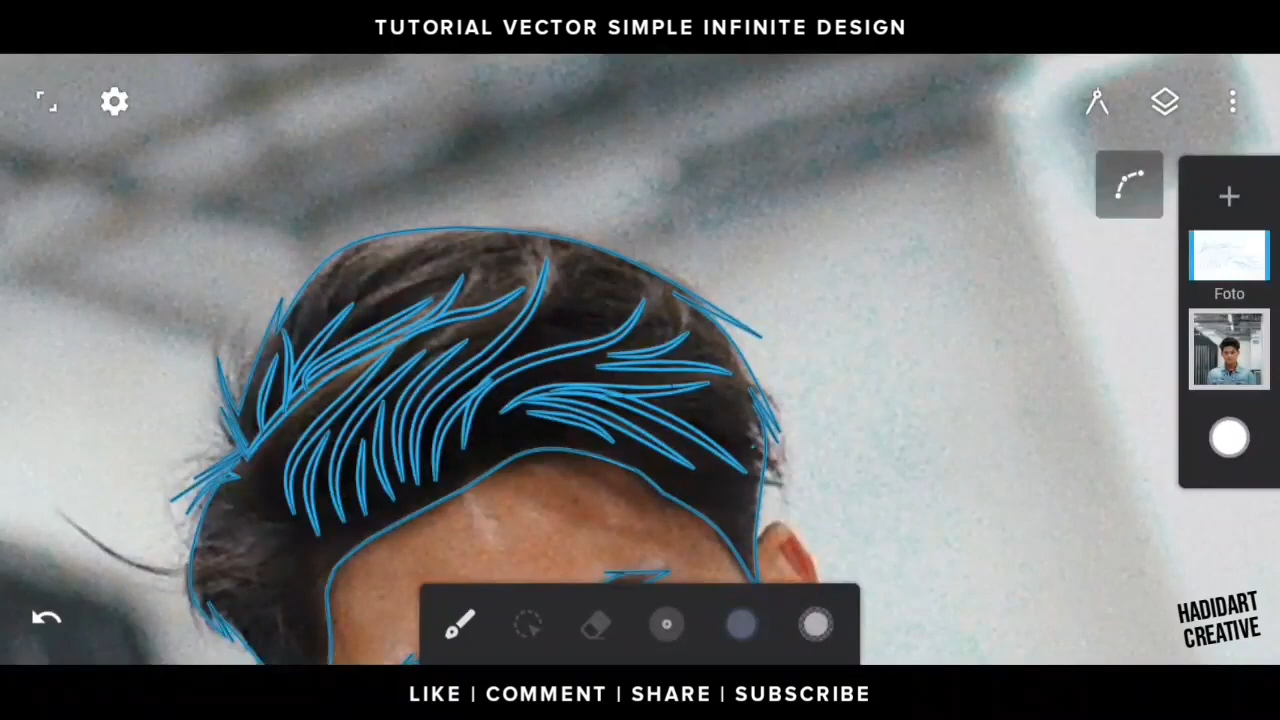 TUTORIAL VECTOR SIMPLE INFINITE DESIGN
Foto
HADIDART
CREATIVE
LIKE | COMMENT | SHARE | SUBSCRIBE